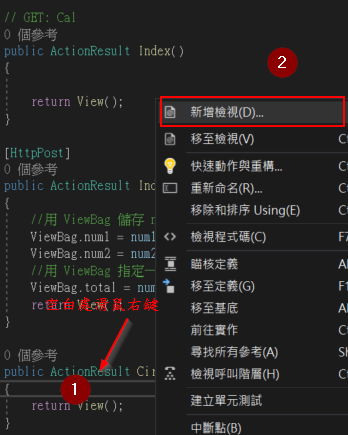 // GET: Cal
0 個參考
public ActionResult Index()
{
return View();
}
[HttpPost]
0 個參考
public ActionResult Ind
{
//用 ViewBag 儲存
ViewBag.num1 = num1
ViewBag.num2 = num2
//用 ViewBag 指定一
ViewBag.total = num
return
空白處滑鼠右鍵
0 個參考
public ActionResult Cir
{
return View();
}
1
2
新增檢視(D)...
移至檢視(V)
快速動作與重構...
重新命名(R)...
移除和排序 Using(E)
檢視程式碼(C) F7
瞄核定義
移至定義(G) F1
移至基底
前往實作
尋找所有參考(A)
檢視呼叫階層(H)
建立單元測試
中斷點(B)